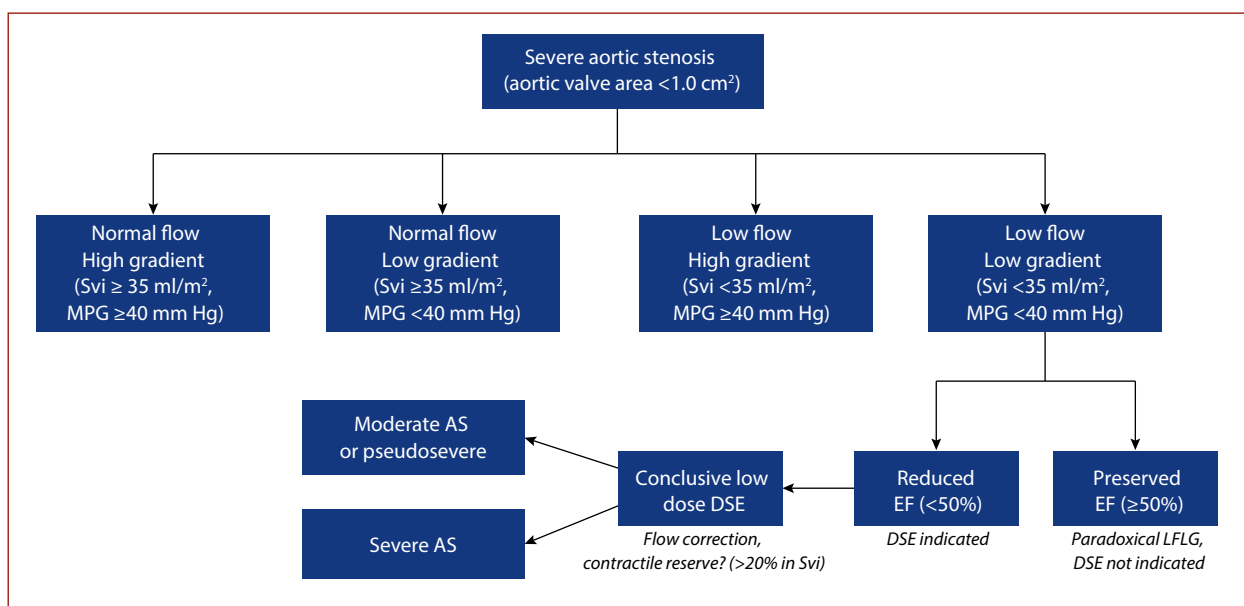 Severe aortic stenosis
(aortic valve area <1.0 cm²)
Normal flow
High gradient
(Svi ≥ 35 ml/m²,
MPG ≥40 mm Hg)
Normal flow
Low gradient
(Svi ≥35 ml/m²,
MPG <40 mm Hg)
Low flow
High gradient
(Svi <35 ml/m²,
MPG ≥40 mm Hg)
Low flow
Low gradient
(Svi <35 ml/m²,
MPG <40 mm Hg)
Moderate AS
or pseudosevere
Severe AS
Conclusive low
dose DSE
Flow correction,
contractile reserve? (>20% in Svi)
Reduced
EF (<50%)
DSE indicated
Preserved
EF (≥50%)
Paradoxical LFLG,
DSE not indicated